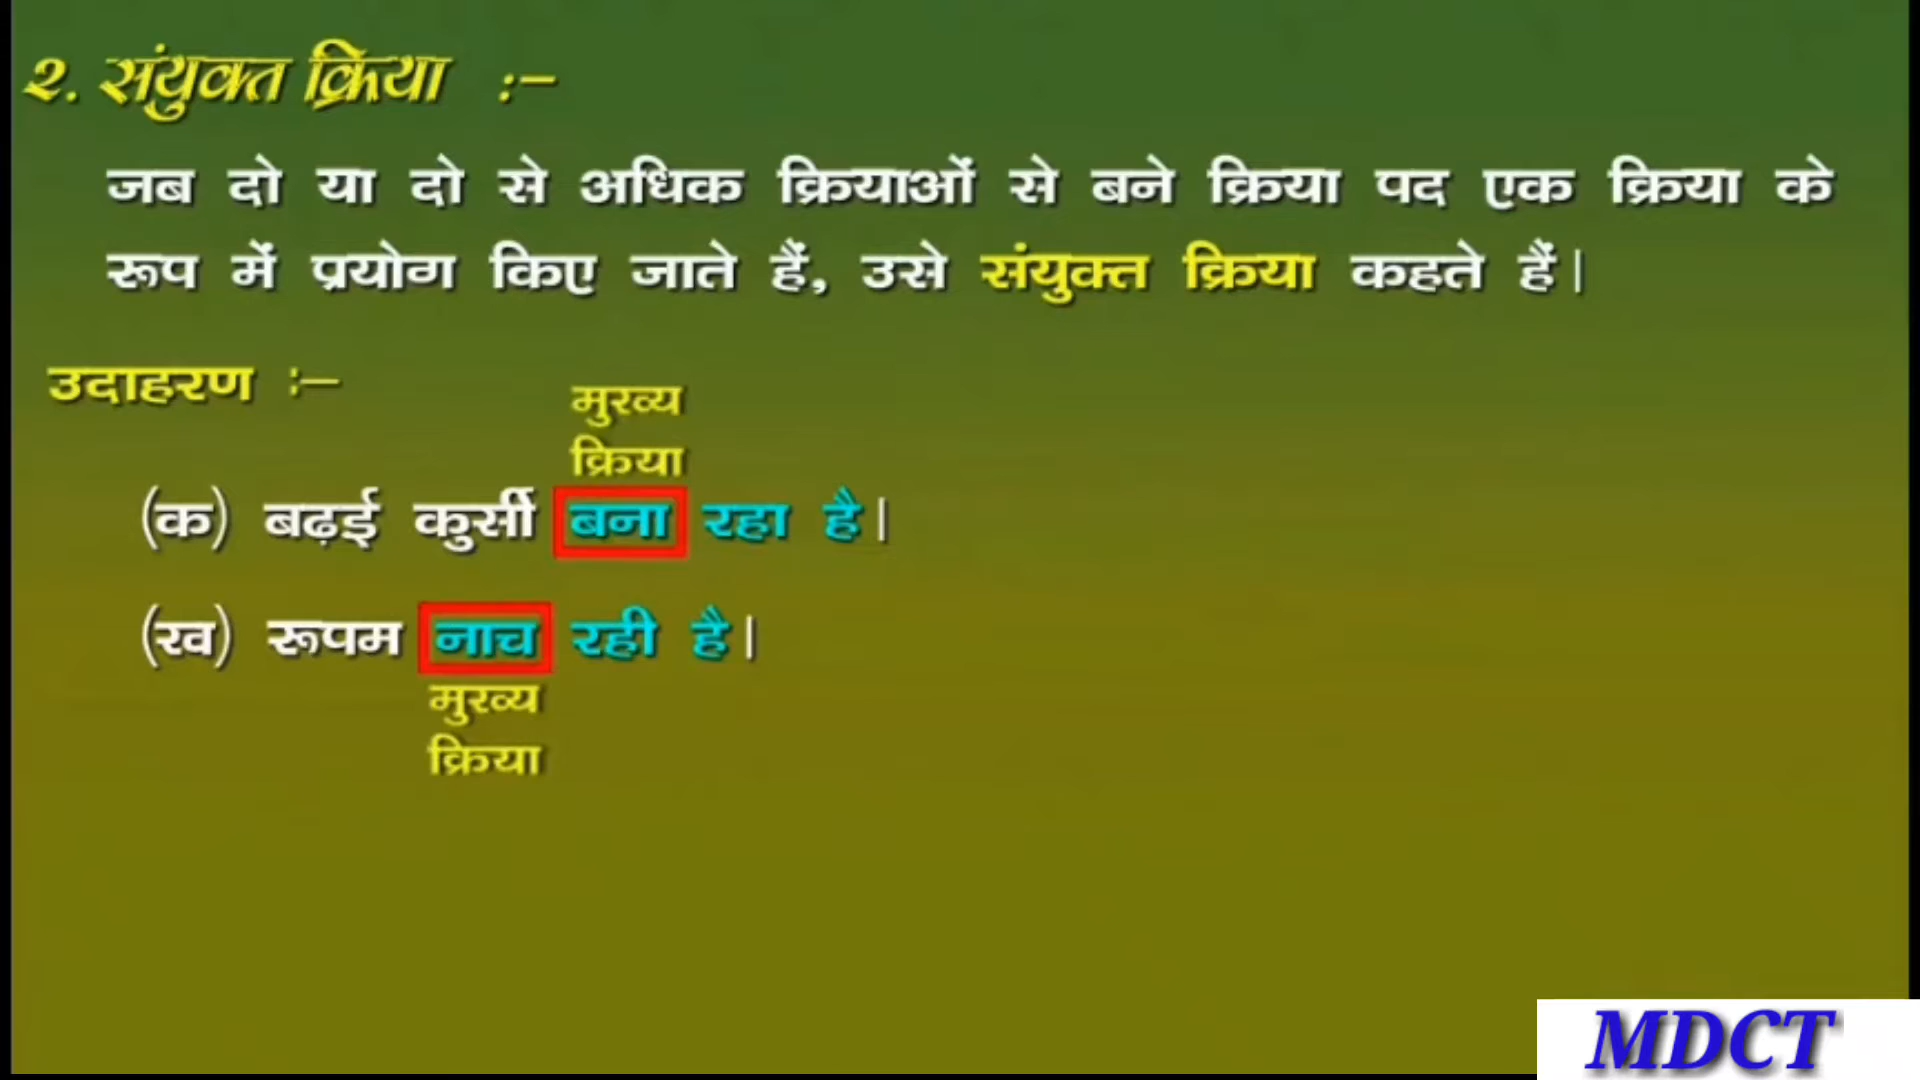 २. संयुक्त क्रिया :–
जब दो या दो से अधिक क्रियाओं से बने क्रिया पद एक क्रिया के
रूप में प्रयोग किए जाते हैं, उसे संयुक्त क्रिया कहते हैं|
उदाहरण :–
मुख्य
क्रिया
(क) बढ़ई कुर्सी बना रहा है|
(ख) रूपम नाच रही है|
मुख्य
क्रिया
MDCT